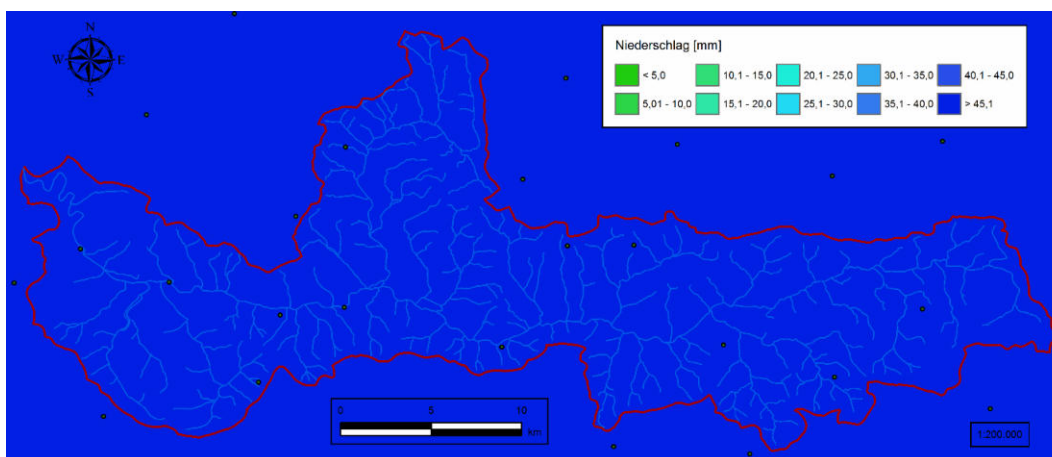 N
W E
S
Niederschlag [mm]
< 5,0 10,1 - 15,0 20,1 - 25,0 30,1 - 35,0 40,1 - 45,0
5,01 - 10,0 15,1 - 20,0 25,1 - 30,0 35,1 - 40,0 > 45,1
0 5 10
km
1:200.000